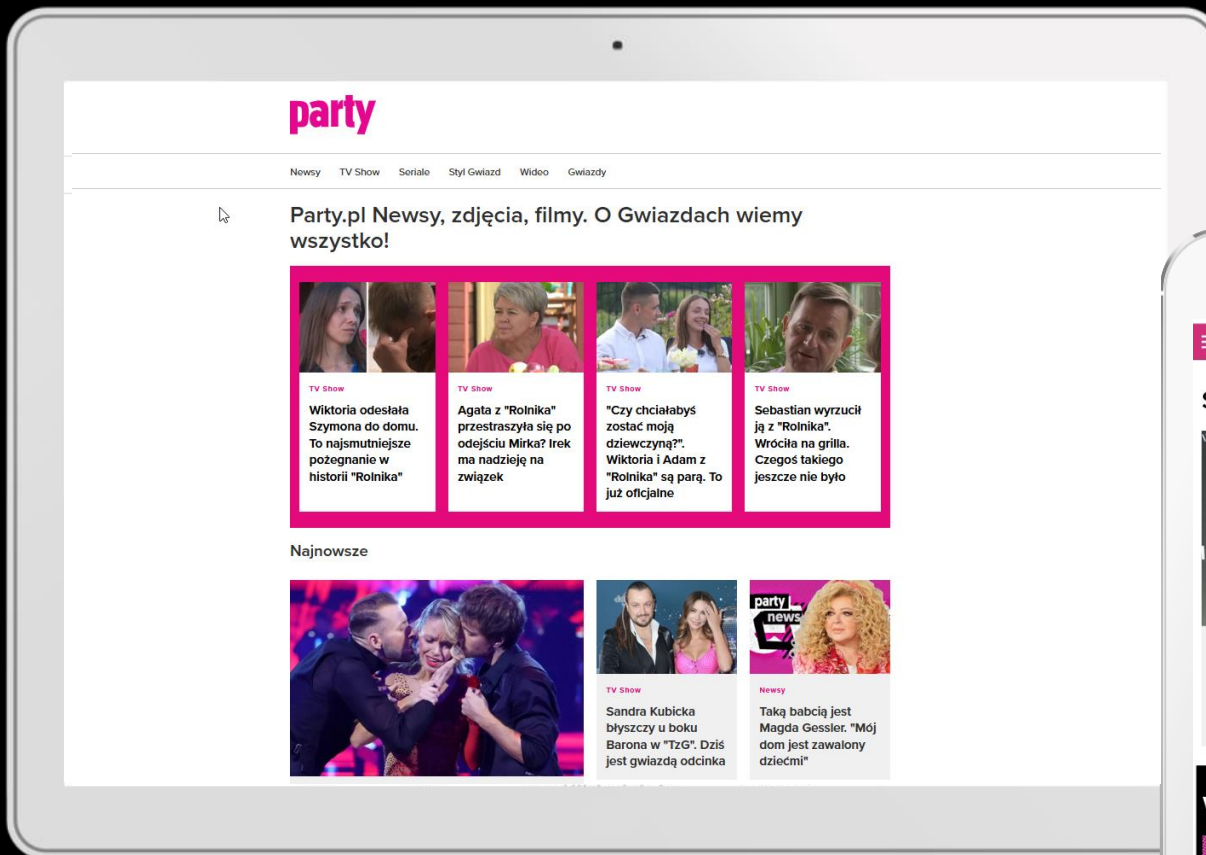 party
Newsy TV Show Seriale Styl Gwiazd Wideo Gwiazdy
Party.pl Newsy, zdjęcia, filmy. O Gwiazdach wiemy
wszystko!
TV Show
Wiktoria odesłała
Szymona do domu.
To najsmutniejsze
pożegnanie w
historii "Rolnika"
TV Show
Agata z "Rolnika"
przestraszyła się po
odejściu Mirka? Irek
ma nadzieję na
związek
TV Show
"Czy chciałabyś
zostać moją
dziewczyną?".
Wiktoria i Adam z
"Rolnika" są parą. To
już oficjalne
TV Show
Sebastian wyrzucił
ją z "Rolnika".
Wróciła na grilla.
Czegoś takiego
jeszcze nie było
Najnowsze
TV Show
Sandra Kubicka
błyszczy u boku
Barona w "TzG". Dziś
jest gwiazdą odcinka
party
news
Newsy
Taką babcią jest
Magda Gessler. "Mój
dom jest zawalony
dziećmi"